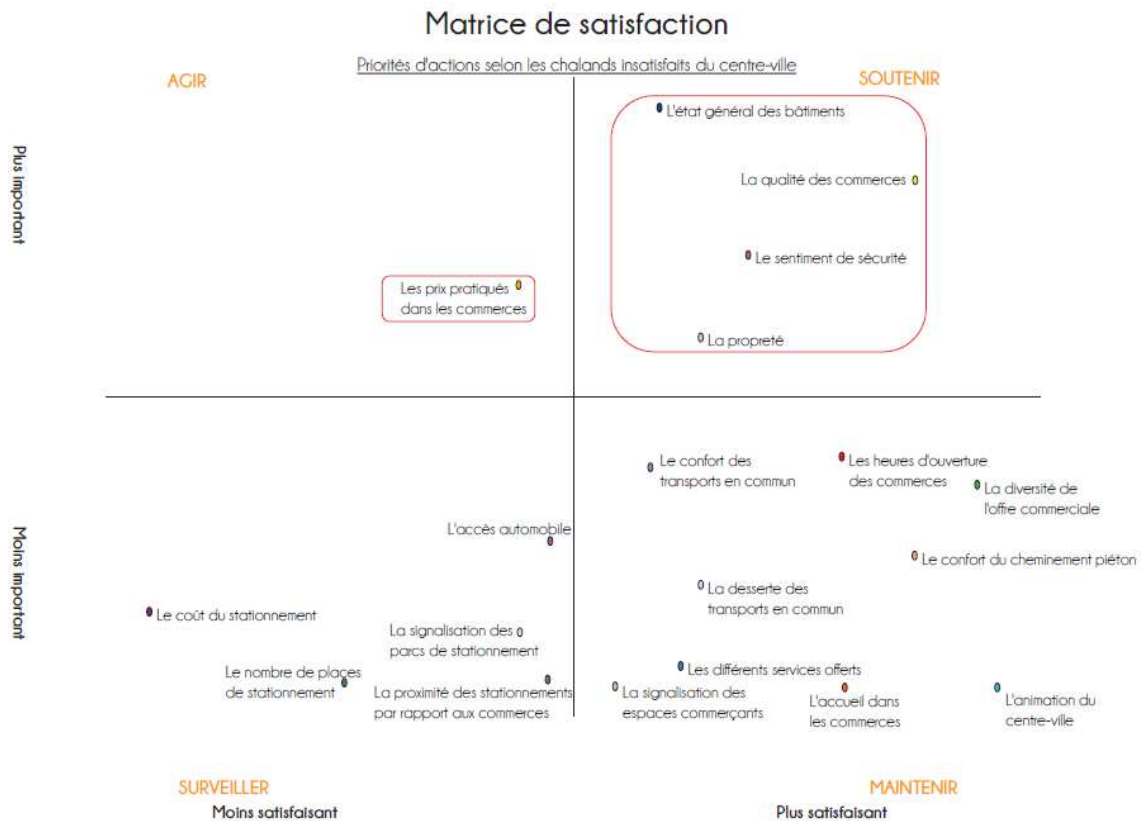 Matrice de satisfaction
Priorités d'actions selon les chalands insatisfaits du centre-ville
AGIR
SOUTENIR
Plus important
L'état général des bâtiments
La qualité des commerces
Le sentiment de sécurité
Les prix pratiqués
dans les commerces
La propreté
Moins important
Le confort des
transports en commun
Les heures d'ouverture
des commerces
La diversité de
l'offre commerciale
L'accès automobile
Le confort du cheminement piéton
La desserte des
transports en commun
Le coût du stationnement
La signalisation des
parcs de stationnement
Le nombre de places
de stationnement
La proximité des stationnements
par rapport aux commerces
Les différents services offerts
La signalisation des
espaces commerçants
L'accueil dans
les commerces
L'animation du
centre-ville
SURVEILLER
MAINTENIR
Moins satisfaisant
Plus satisfaisant